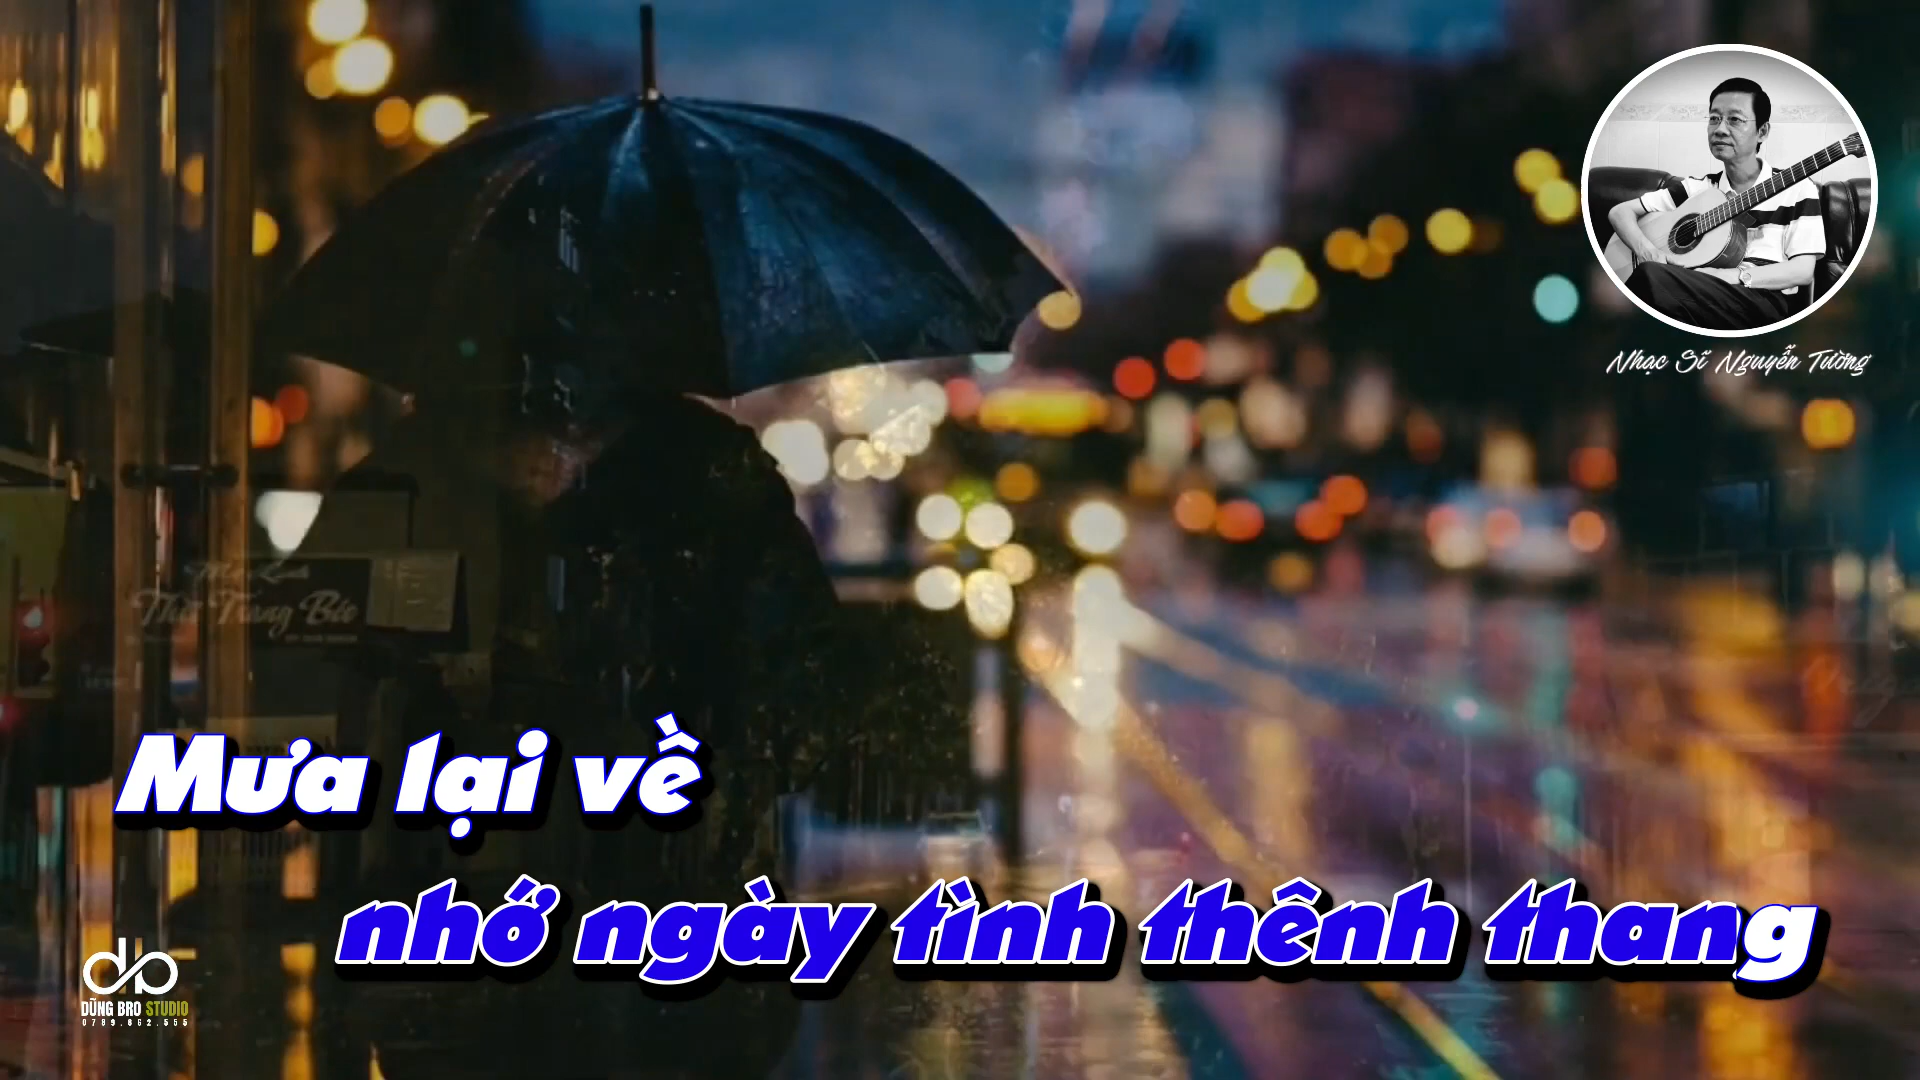 Nhạc Sĩ Nguyễn Tường
Mưa lại về
nhớ ngày tình thênh thang
DŨNG BRO STUDIO